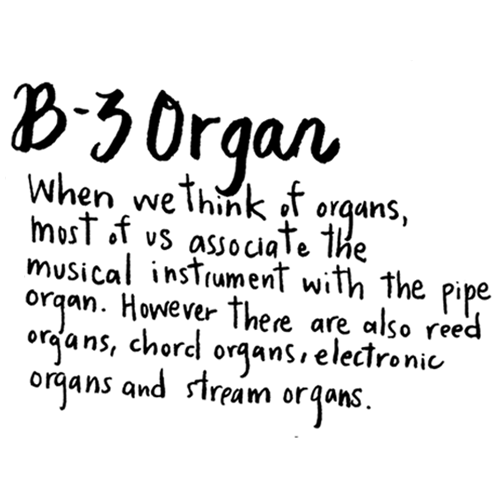 B-3 Organ
When we think of organs,
most of us associate the
musical instrument with the pipe
organ. However there are also reed
organs, chord organs, electronic
organs and stream organs.